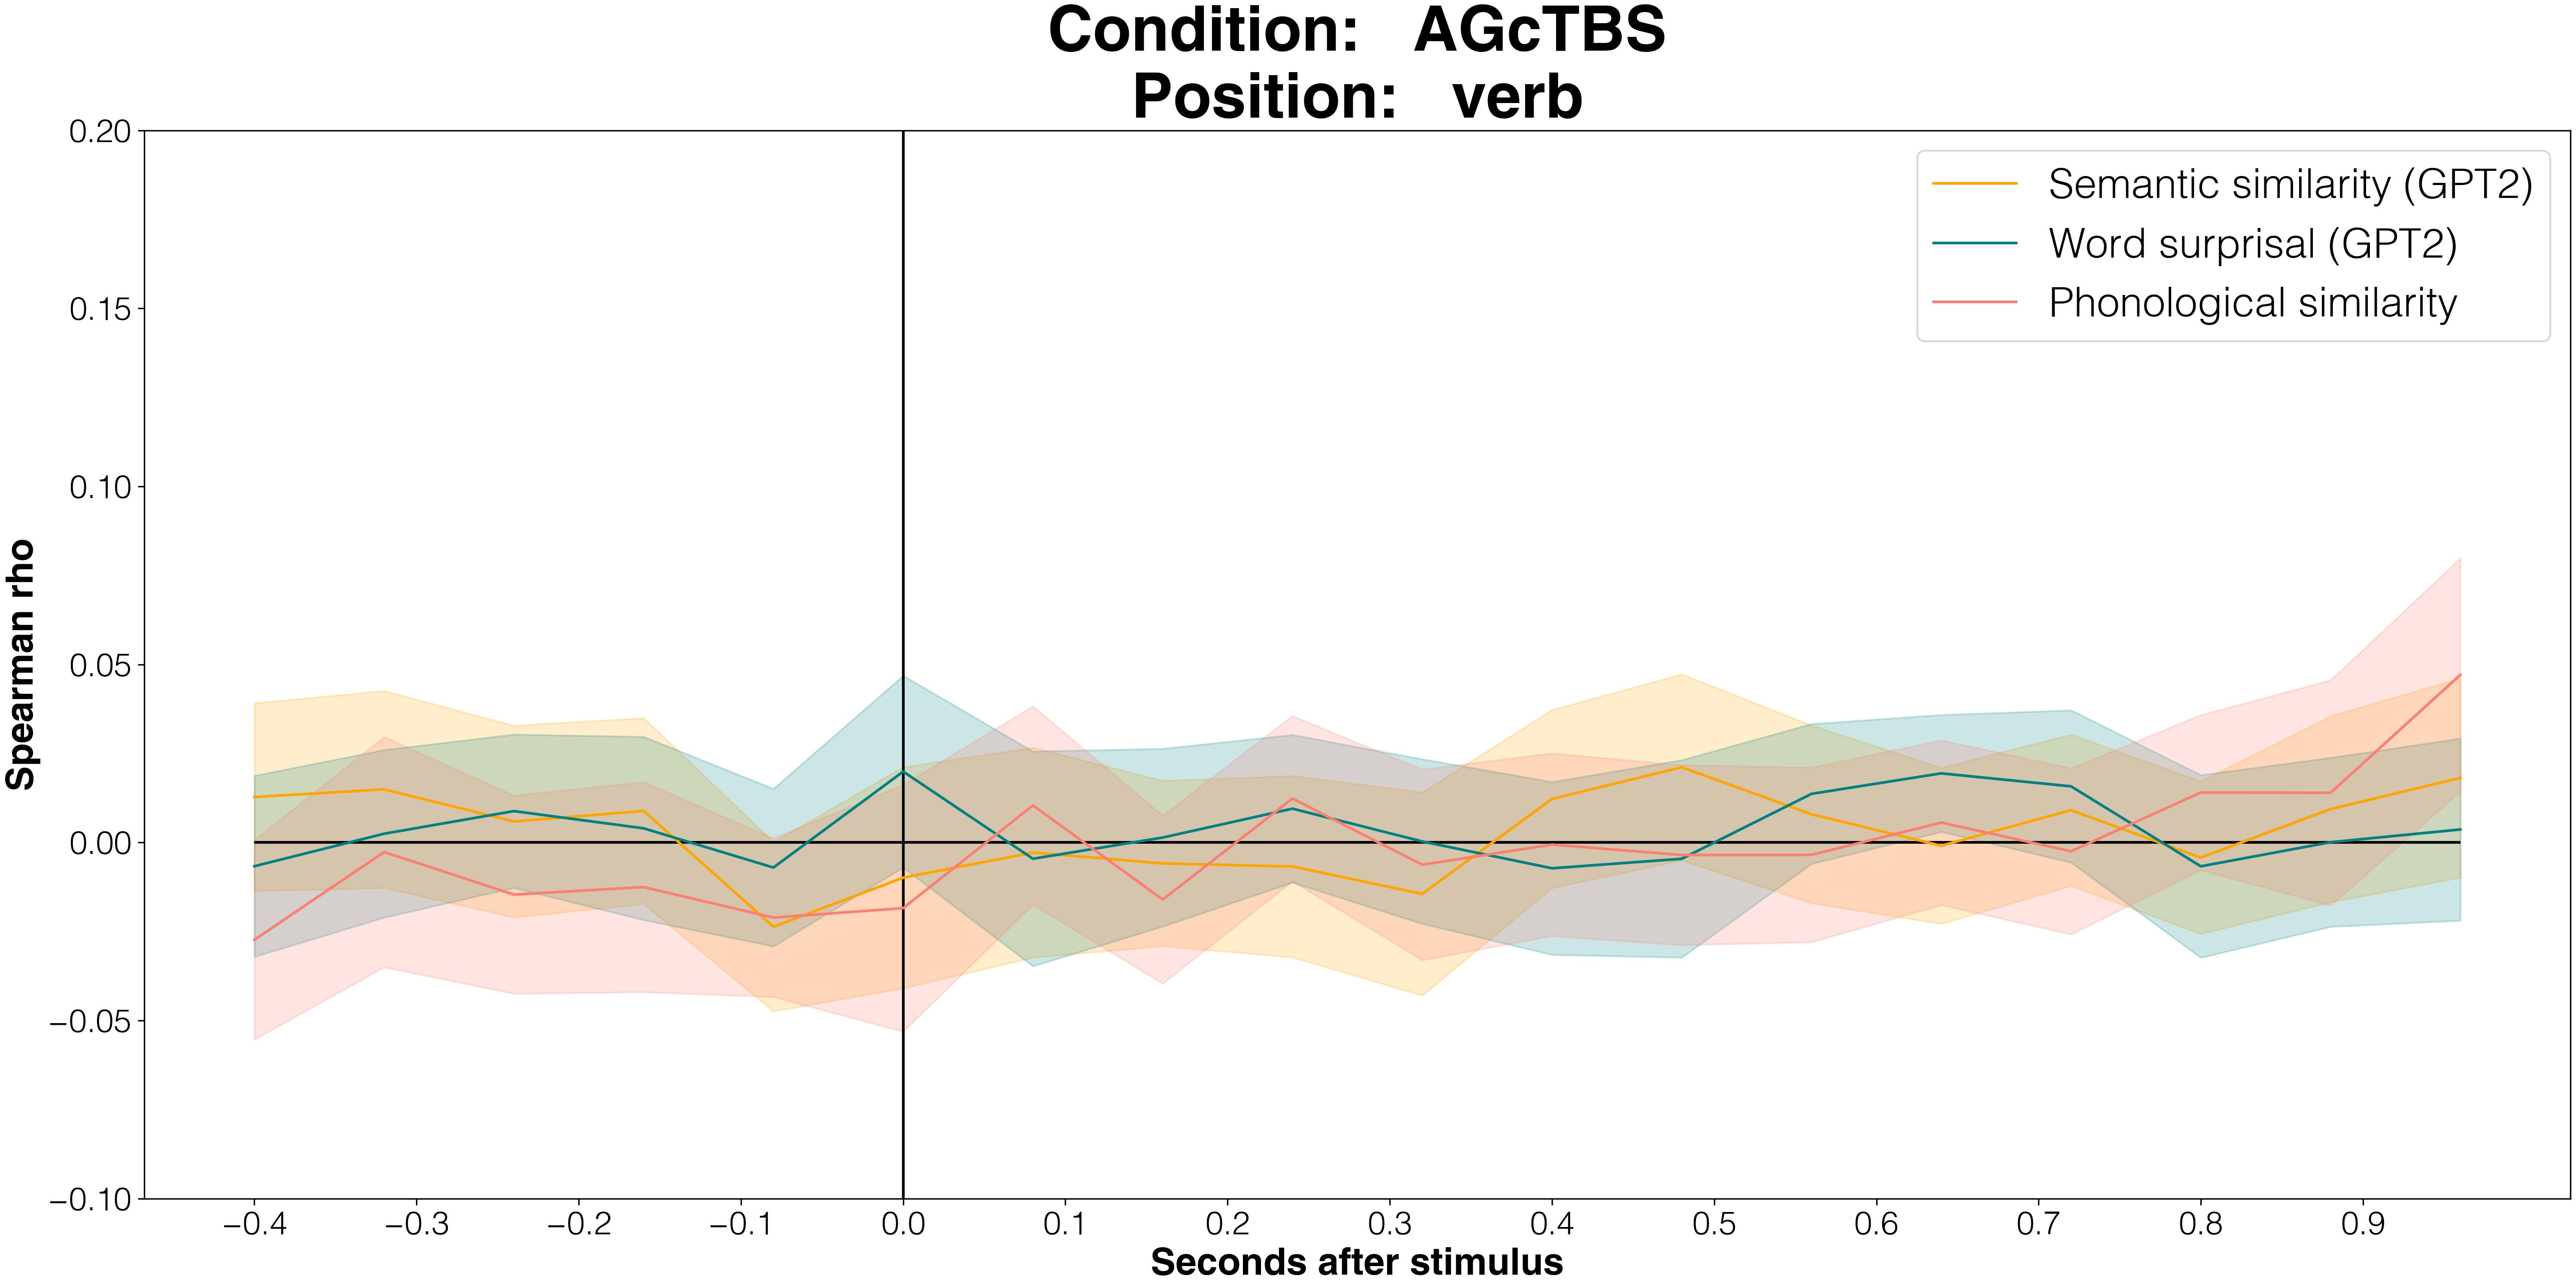 Condition:   AGcTBS
Position:   verb
0.20
0.15
0.10
0.05
0.00
−0.05
−0.10
Spearman rho
Semantic similarity (GPT2)
Word surprisal (GPT2)
Phonological similarity
−0.4 −0.3 −0.2 −0.1 0.0 0.1 0.2 0.3 0.4 0.5 0.6 0.7 0.8 0.9
Seconds after stimulus